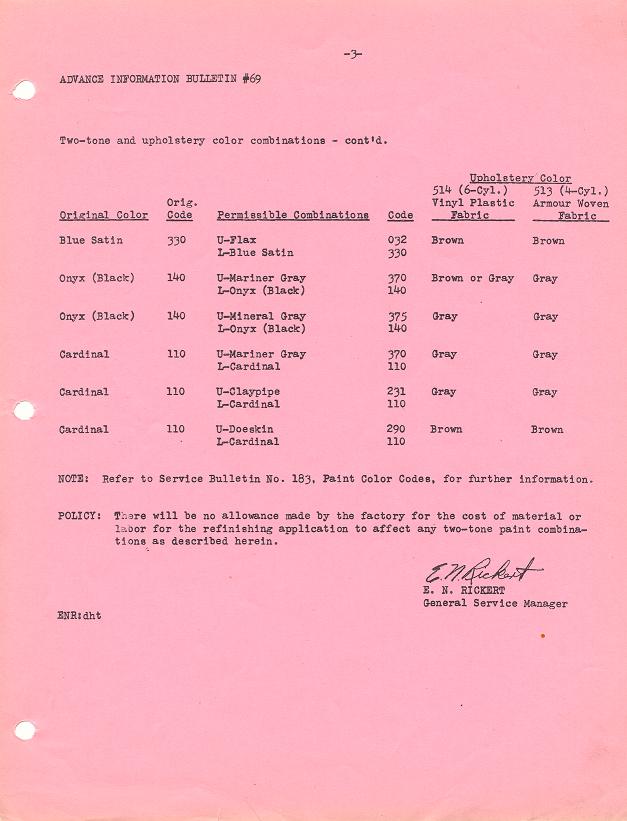 -3-
ADVANCE INFORMATION BULLETIN #69
Two-tone and upholstery color combinations - cont'd.
Upholstery Color
514 (6-Cyl.) 513 (4-Cyl.)
Orig. Vinyl Plastic Armour Woven
Original Color Code Permissible Combinations Code Fabric Fabric
Blue Satin 330 U-Flax 032 Brown Brown
L-Blue Satin 330
Onyx (Black) 140 U-Mariner Gray 370 Brown or Gray Gray
L-Onyx (Black) 140
Onyx (Black) 140 U-Mineral Gray 375 Gray Gray
L-Onyx (Black) 140
Cardinal 110 U-Mariner Gray 370 Gray Gray
L-Cardinal 110
Cardinal 110 U-Claypipe 231 Gray Gray
L-Cardinal 110
Cardinal 110 U-Doeskin 290 Brown Brown
L-Cardinal 110
NOTE: Refer to Service Bulletin No. 183, Paint Color Codes, for further information.
POLICY: There will be no allowance made by the factory for the cost of material or
labor for the refinishing application to affect any two-tone paint combina-
tions as described herein.
E.N.Rickert
E. N. RICKERT
General Service Manager
ENR:dht